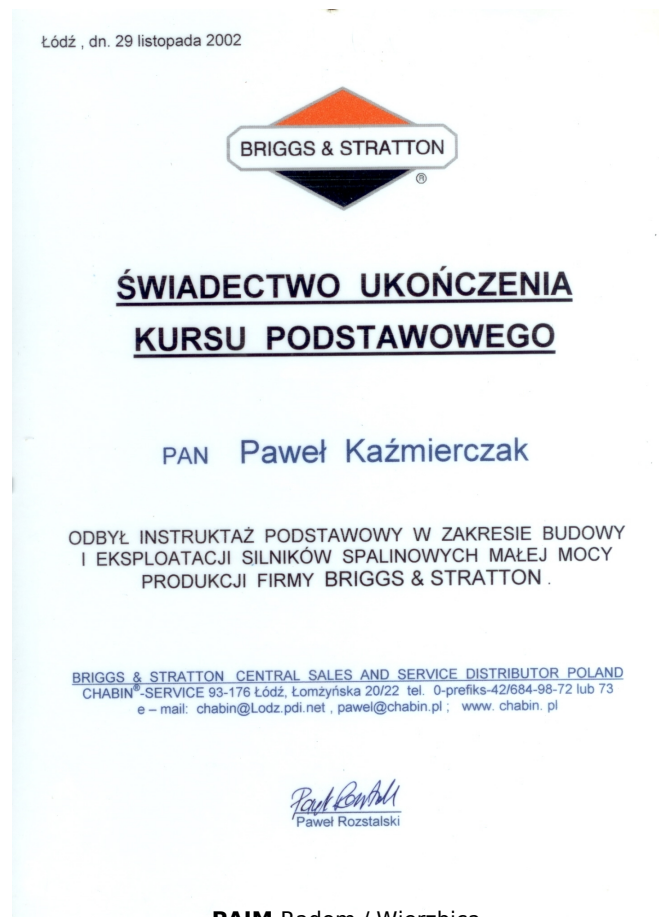 Łódź , dn. 29 listopada 2002
BRIGGS & STRATTON
®
ŚWIADECTWO UKOŃCZENIA
KURSU PODSTAWOWEGO
PAN Paweł Kaźmierczak
ODBYŁ INSTRUKTAŻ PODSTAWOWY W ZAKRESIE BUDOWY
I EKSPLOATACJI SILNIKÓW SPALINOWYCH MAŁEJ MOCY
PRODUKCJI FIRMY BRIGGS & STRATTON .
BRIGGS & STRATTON CENTRAL SALES AND SERVICE DISTRIBUTOR POLAND
CHABIN®-SERVICE 93-176 Łódź, Łomżyńska 20/22 tel. 0-prefiks-42/684-98-72 lub 73
e – mail: chabin@Lodz.pdi.net , pawel@chabin.pl ; www. chabin. pl
Paweł Rozstalski